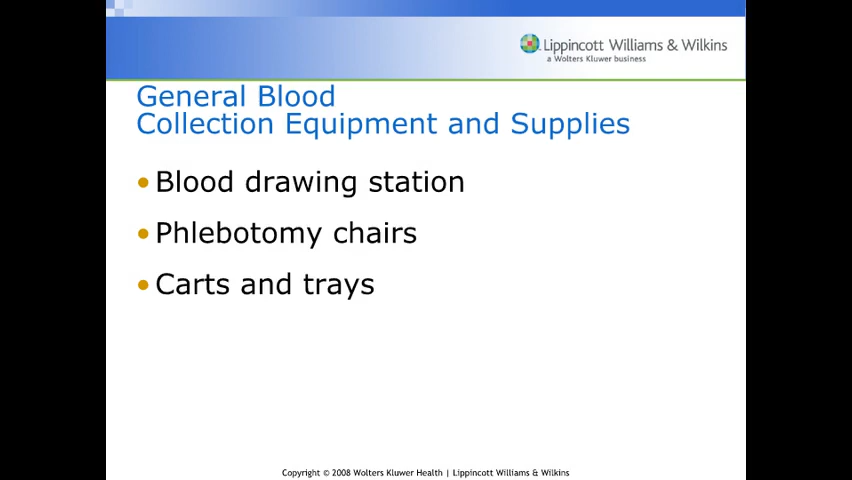 Lippincott Williams & Wilkins
a Wolters Kluwer business
General Blood
Collection Equipment and Supplies
•Blood drawing station
•Phlebotomy chairs
•Carts and trays
Copyright © 2008 Wolters Kluwer Health | Lippincott Williams & Wilkins